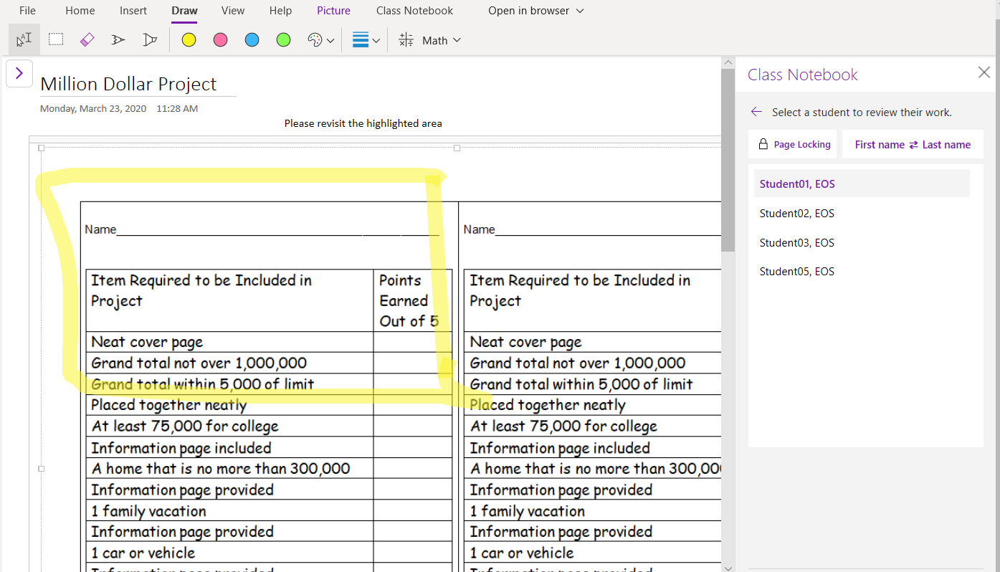 File Home Insert Draw View Help Picture Class Notebook Open in browser
Math
Million Dollar Project
Monday, March 23, 2020 11:28 AM
Please revisit the highlighted area
Name
Item Required to be Included in
Project
Points
Earned
Out of 5
Neat cover page
Grand total not over 1,000,000
Grand total within 5,000 of limit
Placed together neatly
At least 75,000 for college
Information page included
A home that is no more than 300,000
Information page provided
1 family vacation
Information page provided
1 car or vehicle
Information page provided
Name
Item Required to be Included in
Project
Neat cover page
Grand total not over 1,000,000
Grand total within 5,000 of limit
Placed together neatly
At least 75,000 for college
Information page included
A home that is no more than 300,00
Information page provided
1 family vacation
Information page provided
1 car or vehicle
Information page provided
Class Notebook
Select a student to review their work.
Page Locking
First name ⇄ Last name
Student01, EOS
Student02, EOS
Student03, EOS
Student05, EOS